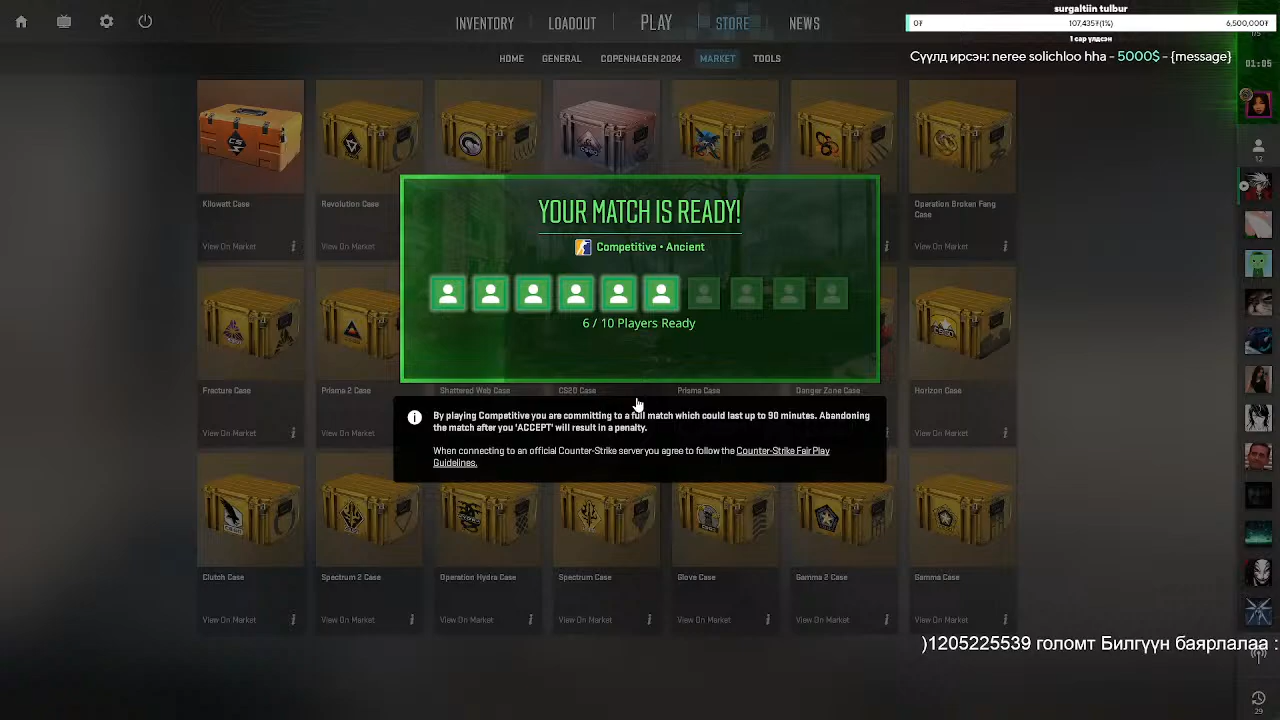 INVENTORY
LOADOUT
PLAY
STORE
NEWS
surgaltiin tulbur
0₮
107,435₮(1%)
6,500,000₮
1 сар үлдсэн
Сүүлд ирсэн: neree solichloo hha - 5000$ - {message}
HOME
GENERAL
COPENHAGEN 2024
MARKET
TOOLS
01:05
12
Kilowatt Case
Revolution Case
Operation Broken Fang
Case
View On Market
View On Market
View On Market
YOUR MATCH IS READY!
Competitive • Ancient
6 / 10 Players Ready
Fracture Case
Prisma 2 Case
Shattered Web Case
CS20 Case
Prisma Case
Danger Zone Case
Horizon Case
View On Market
View On Market
View On Market
By playing Competitive you are committing to a full match which could last up to 90 minutes. Abandoning
the match after you 'ACCEPT' will result in a penalty.
When connecting to an official Counter-Strike server you agree to follow the Counter-Strike Fair Play
Guidelines.
Clutch Case
Spectrum 2 Case
Operation Hydra Case
Spectrum Case
Glove Case
Gamma 2 Case
Gamma Case
View On Market
View On Market
View On Market
View On Market
View On Market
View On Market
View On Market
)1205225539 голомт Билгүүн баярлалаа :
29